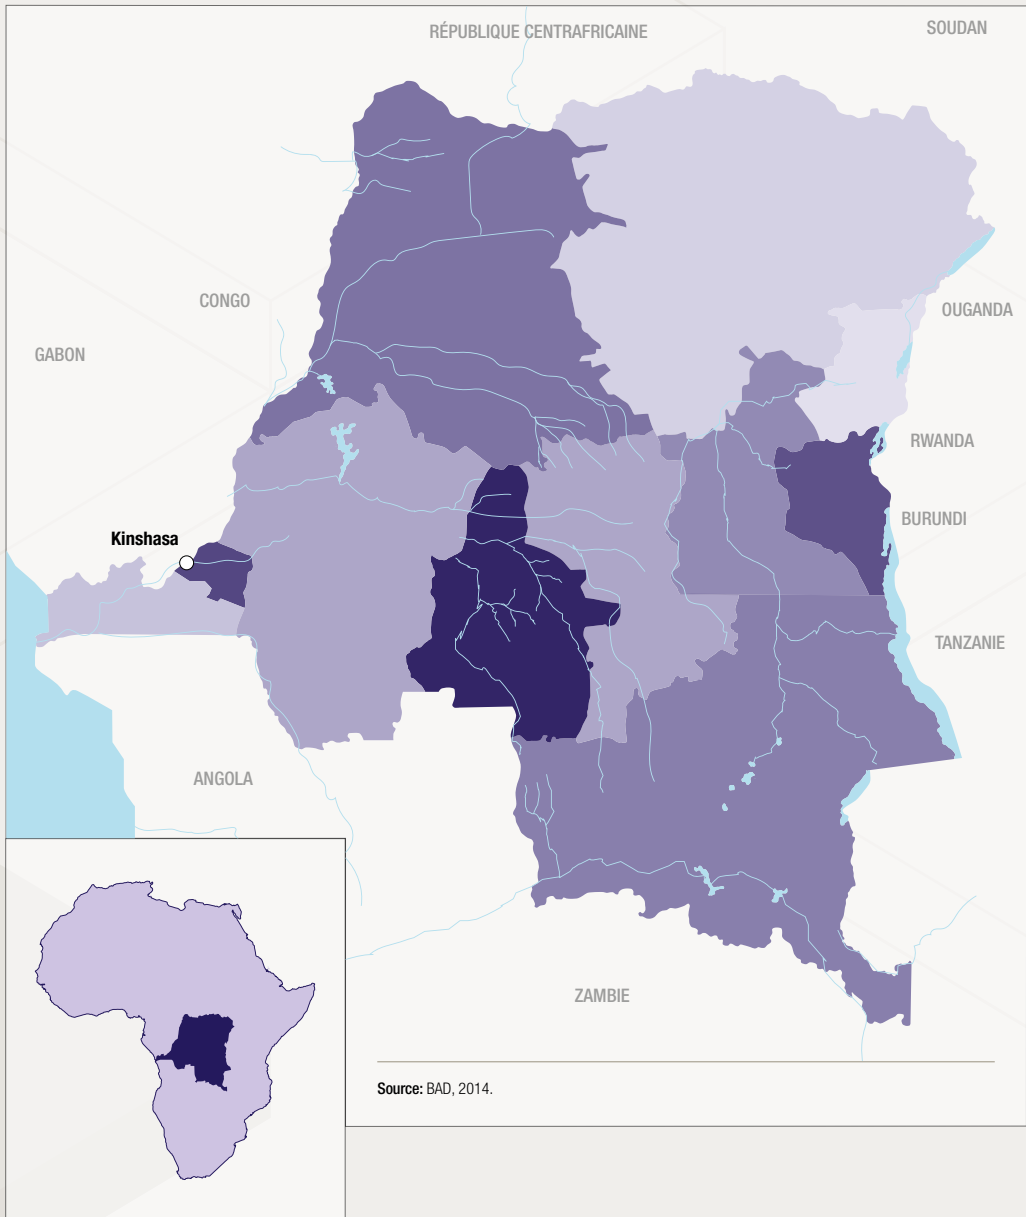 RÉPUBLIQUE CENTRAFRICAINE
SOUDAN
CONGO
OUGANDA
GABON
RWANDA
BURUNDI
Kinshasa
TANZANIE
ANGOLA
ZAMBIE
Source: BAD, 2014.